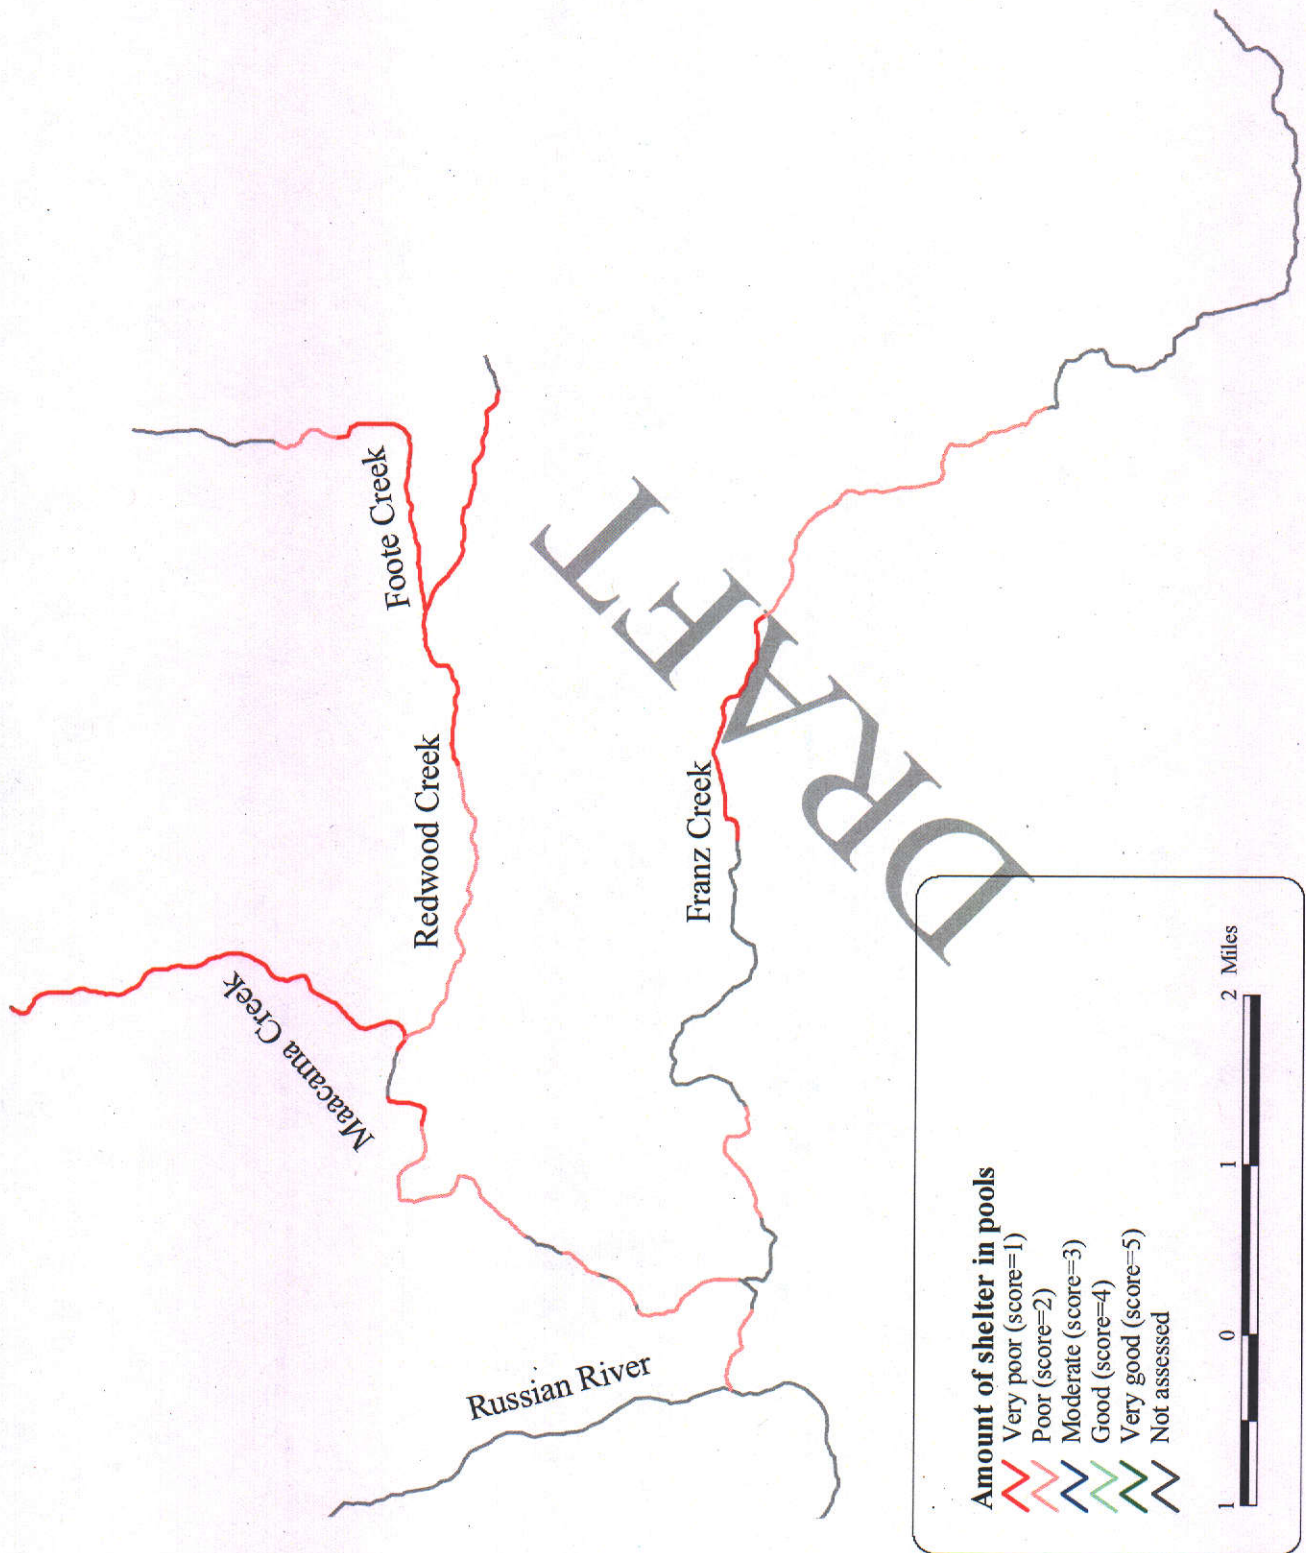 Foote Creek
Redwood Creek
Maacama Creek
Franz Creek
Russian River
DRAFT
Amount of shelter in pools
Very poor (score=1)
Poor (score=2)
Moderate (score=3)
Good (score=4)
Very good (score=5)
Not assessed
1 0 1 2 Miles